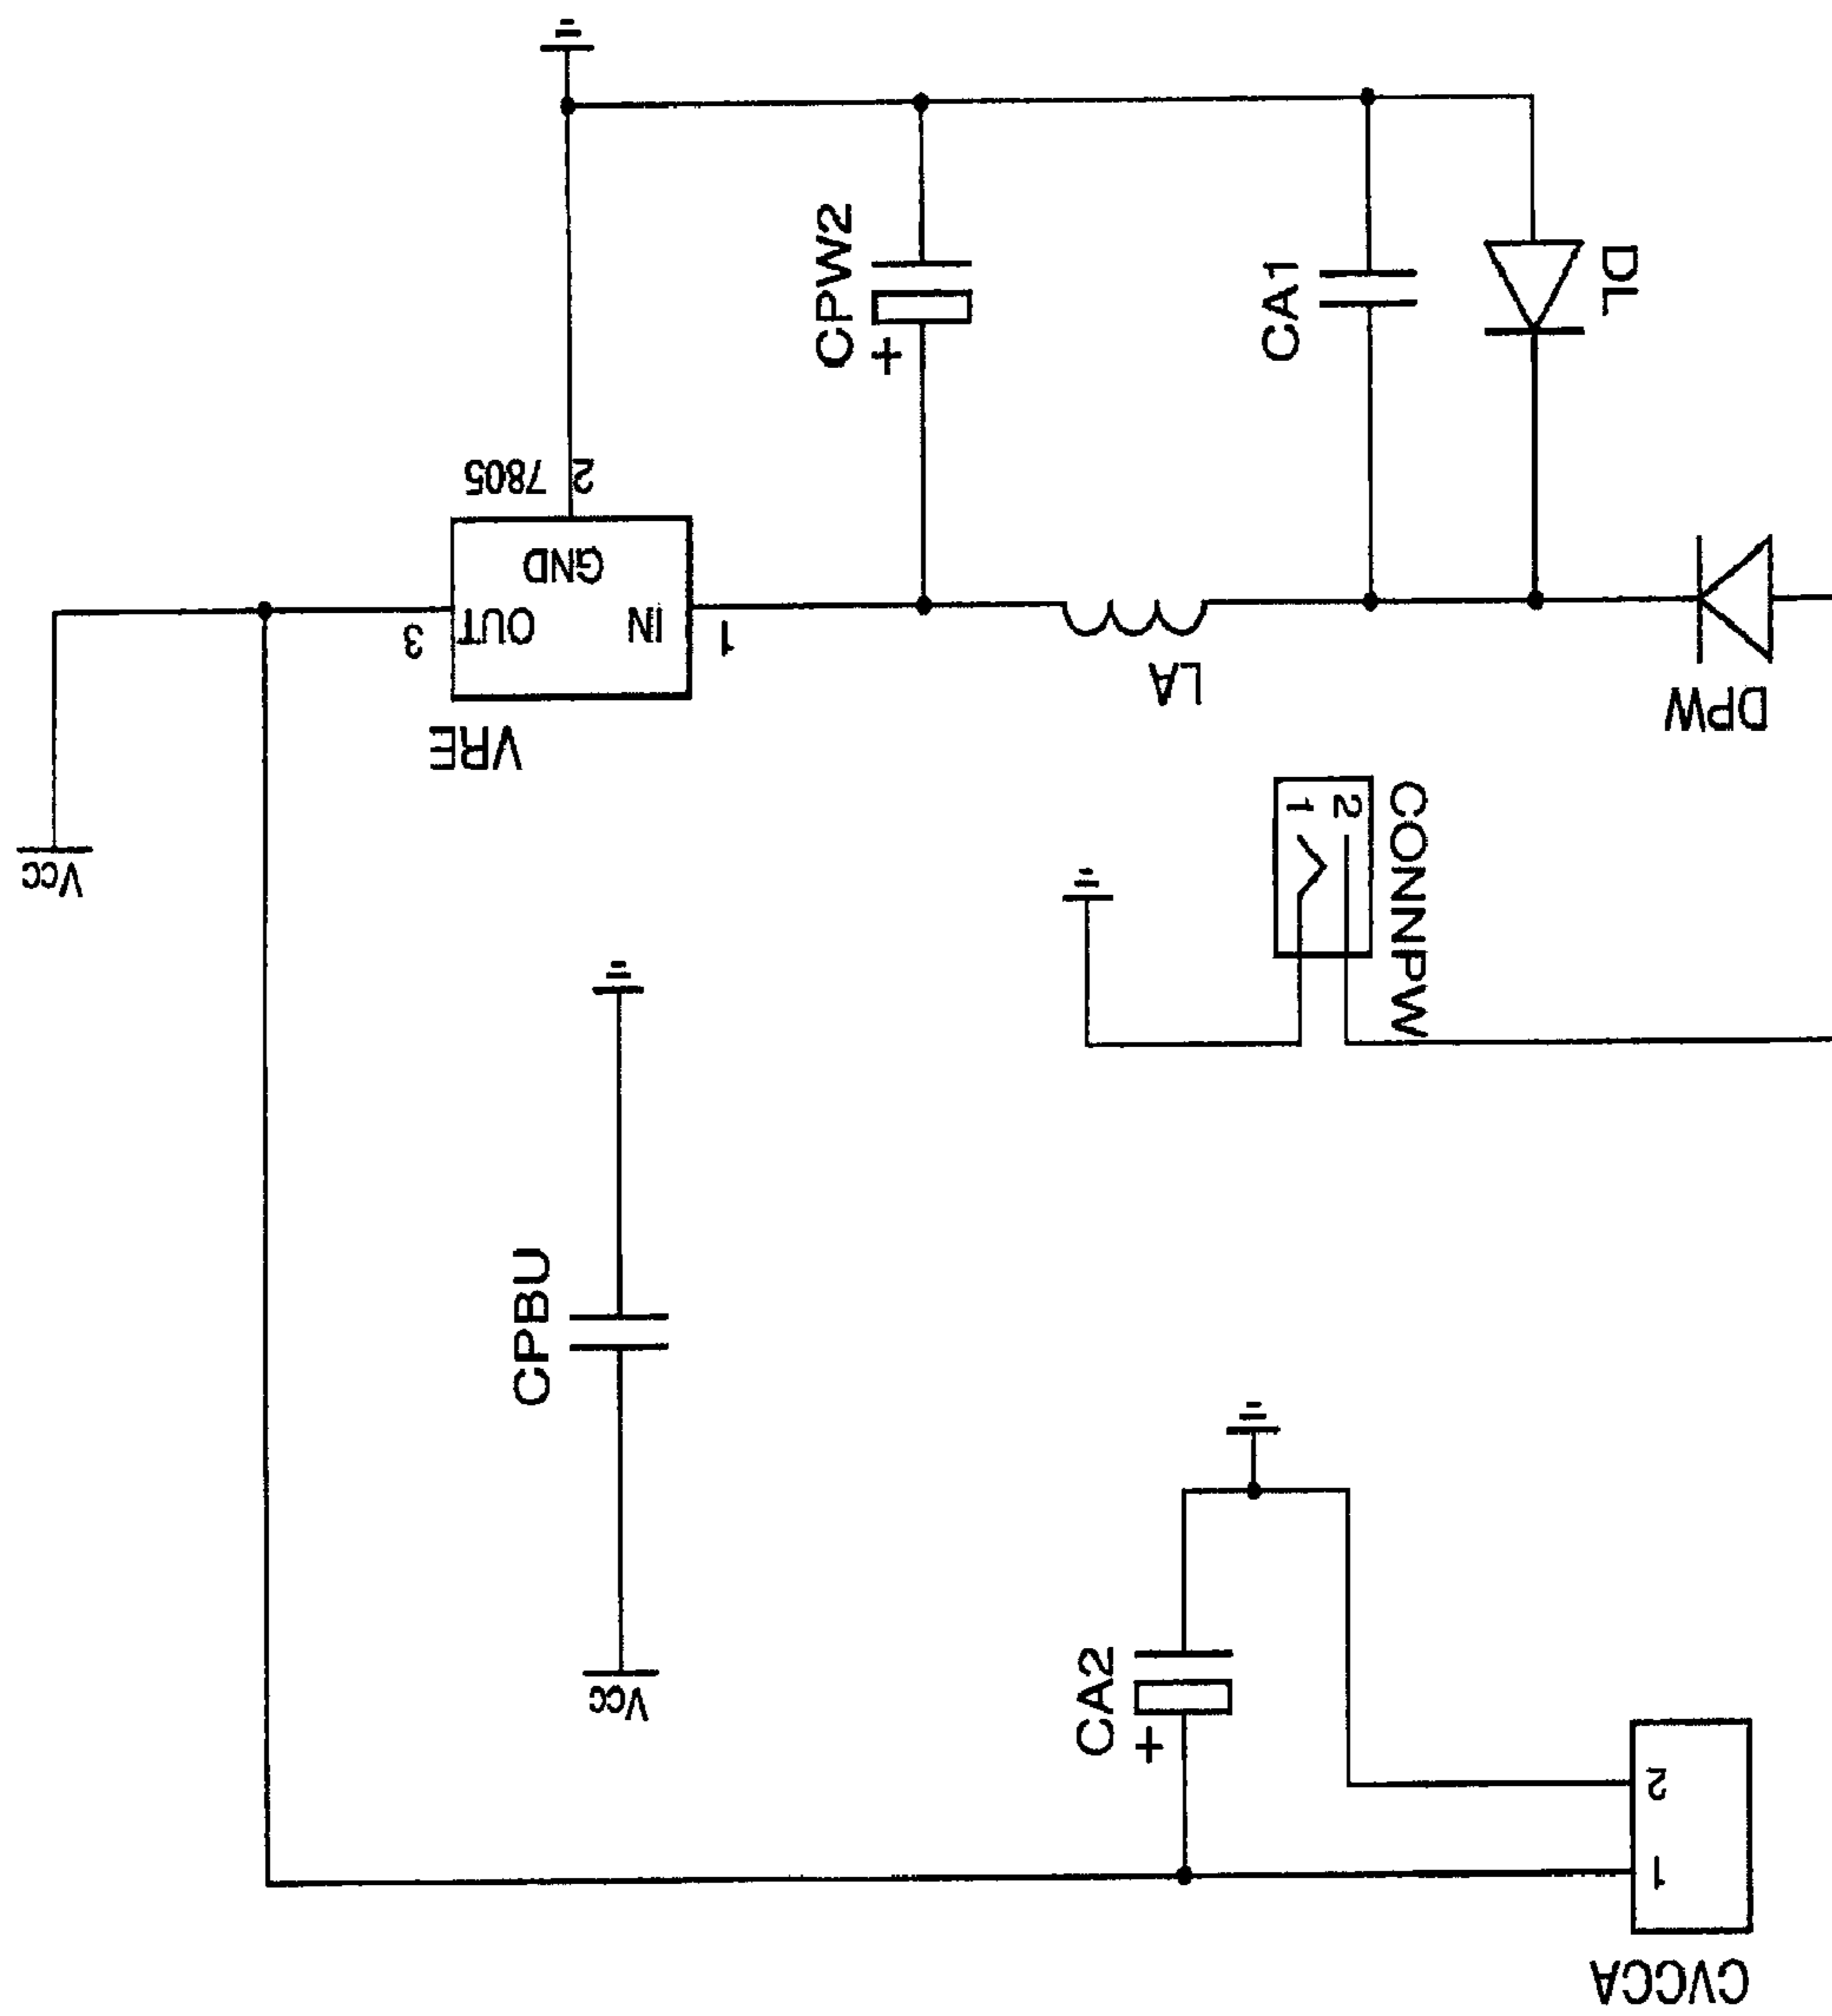 CVCCA
1
2
CA2
+
Vcc
CPBU
CONNPW
1
2
Vcc
DPW
LA
VRE
1
IN
OUT
3
GND
2
7805
DL
CA1
CPW2
+